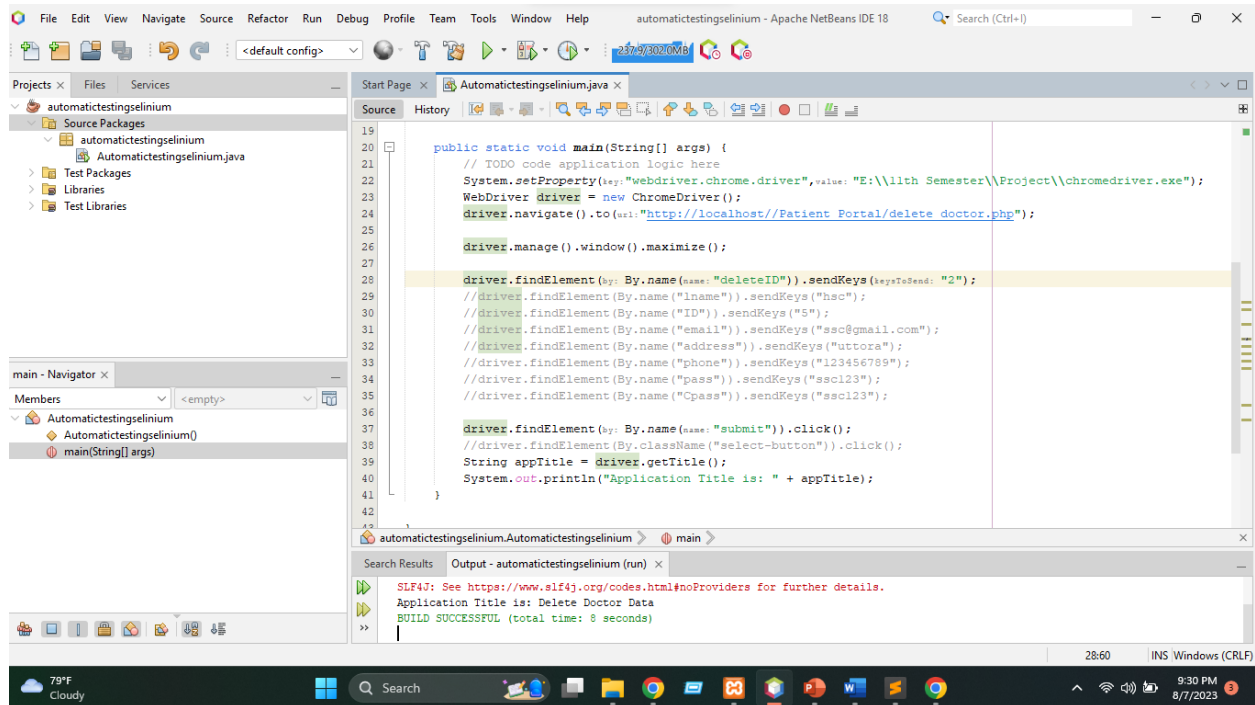 File Edit View Navigate Source Refactor Run Debug Profile Team Tools Window Help automatictestingselinium - Apache NetBeans IDE 18 Search (Ctrl+I)
<default config> 237.9/302.0MB
Projects Files Services
automatictestingselinium
Source Packages
automatictestingselinium
Automatictestingselinium.java
Test Packages
Libraries
Test Libraries
Start Page Automatictestingselinium.java
Source History
19
20 public static void main(String[] args) {
21 // TODO code application logic here
22 System.setProperty(key:"webdriver.chrome.driver",value: "E:\\11th Semester\\Project\\chromedriver.exe");
23 WebDriver driver = new ChromeDriver();
24 driver.navigate().to(url:"http://localhost//Patient Portal/delete doctor.php");
25
26 driver.manage().window().maximize();
27
28 driver.findElement(by: By.name(name: "deleteID")).sendKeys(keysToSend: "2");
29 //driver.findElement(By.name("lname")).sendKeys("hsc");
30 //driver.findElement(By.name("ID")).sendKeys("5");
31 //driver.findElement(By.name("email")).sendKeys("ssc@gmail.com");
32 //driver.findElement(By.name("address")).sendKeys("uttora");
33 //driver.findElement(By.name("phone")).sendKeys("123456789");
34 //driver.findElement(By.name("pass")).sendKeys("ssc123");
35 //driver.findElement(By.name("Cpass")).sendKeys("ssc123");
36
37 driver.findElement(by: By.name(name: "submit")).click();
38 //driver.findElement(By.className("select-button")).click();
39 String appTitle = driver.getTitle();
40 System.out.println("Application Title is: " + appTitle);
41 }
42
main - Navigator
Members <empty>
Automatictestingselinium
Automatictestingselinium()
main(String[] args)
automatictestingselinium.Automatictestingselinium main
Search Results Output - automatictestingselinium (run)
SLF4J: See https://www.slf4j.org/codes.html#noProviders for further details.
Application Title is: Delete Doctor Data
BUILD SUCCESSFUL (total time: 8 seconds)
28:60 INS Windows (CRLF)
79°F
Cloudy
Search
9:30 PM
8/7/2023
3